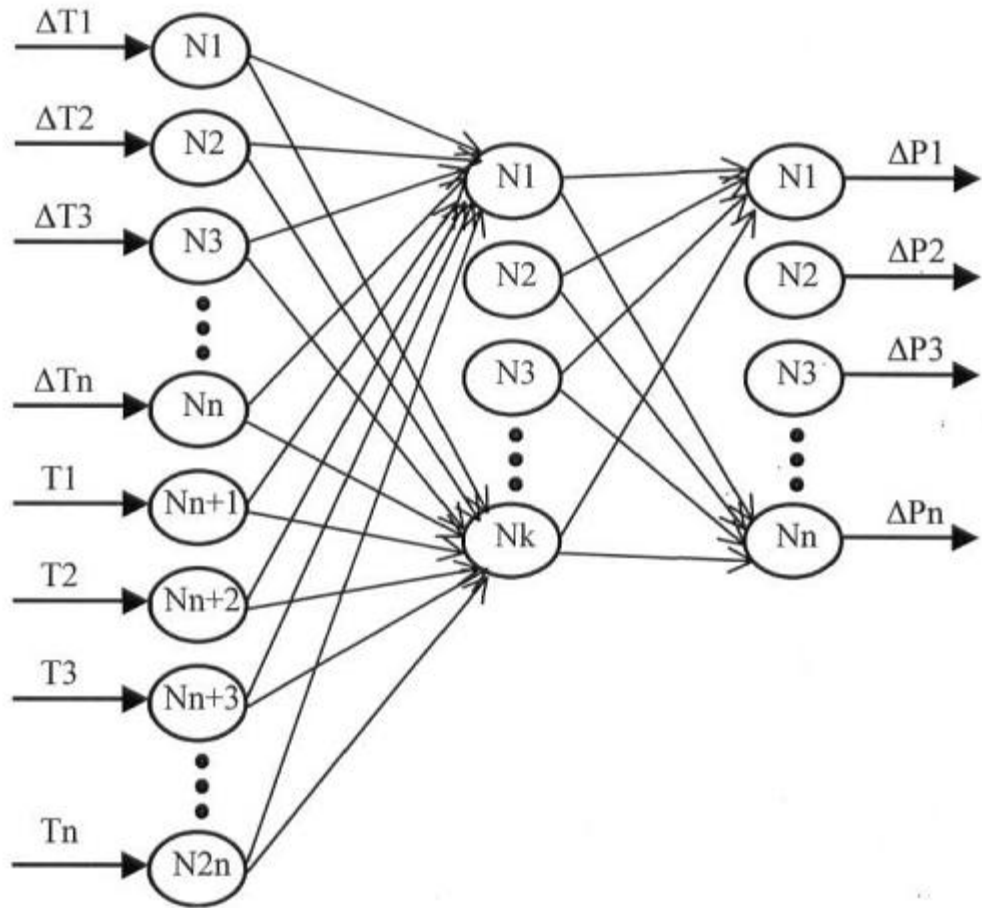 ΔT1
N1
ΔT2
N2
ΔT3
N3
ΔTn
Nn
T1
Nn+1
T2
Nn+2
T3
Nn+3
Tn
N2n
N1
N2
N3
Nk
N1
ΔP1
N2
ΔP2
N3
ΔP3
Nn
ΔPn